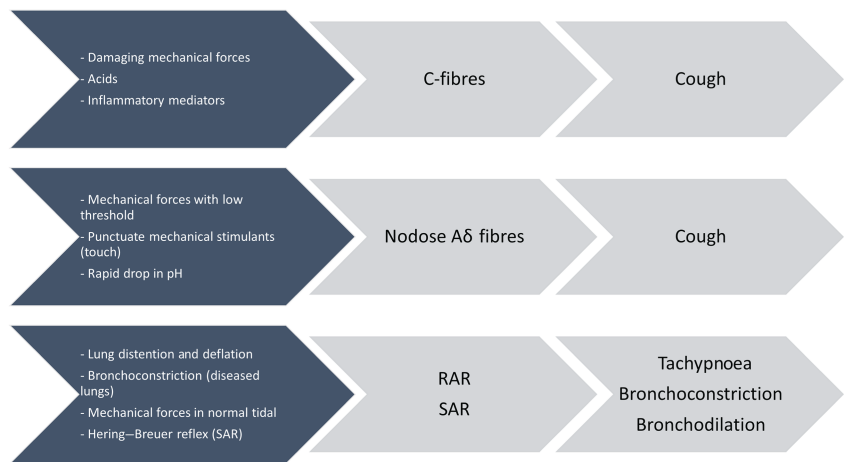 - Damaging mechanical forces
- Acids
- Inflammatory mediators
C-fibres
Cough
- Mechanical forces with low
threshold
- Punctuate mechanical stimulants
(touch)
- Rapid drop in pH
Nodose Aδ fibres
Cough
- Lung distention and deflation
- Bronchoconstriction (diseased
lungs)
- Mechanical forces in normal tidal
- Hering–Breuer reflex (SAR)
RAR
SAR
Tachypnoea
Bronchoconstriction
Bronchodilation